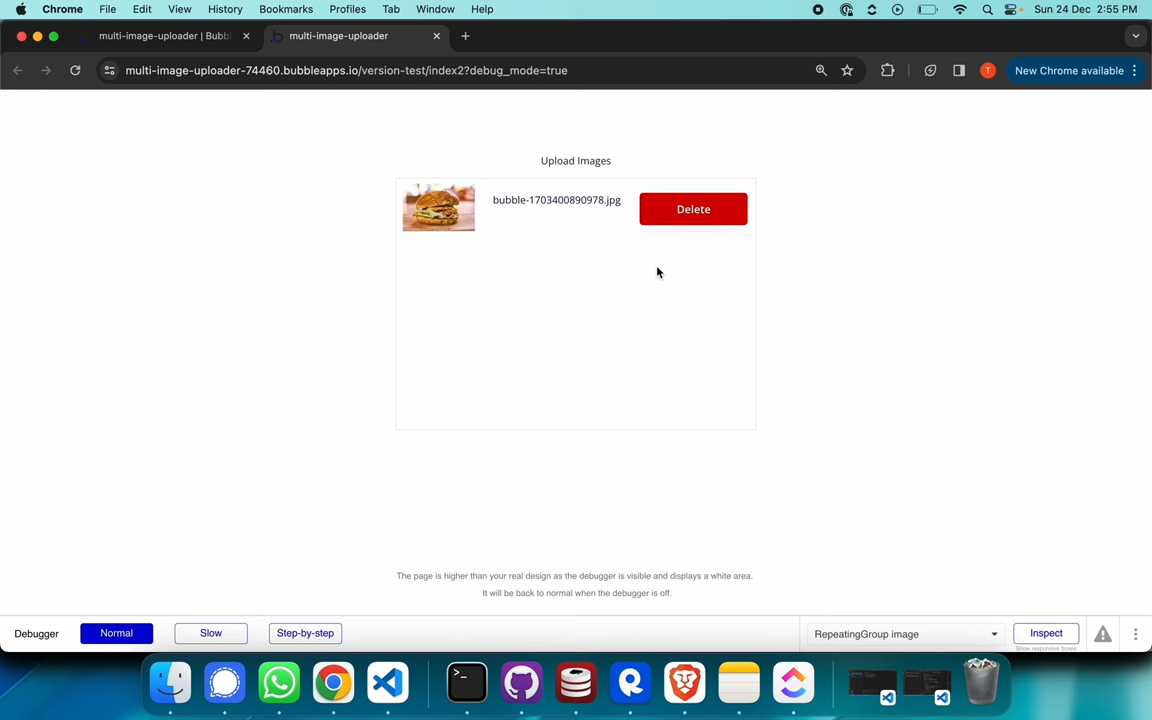 Chrome File Edit View History Bookmarks Profiles Tab Window Help Sun 24 Dec 2:55 PM
multi-image-uploader | Bubbl multi-image-uploader
multi-image-uploader-74460.bubbleapps.io/version-test/index2?debug_mode=true T New Chrome available
Upload Images
bubble-1703400890978.jpg Delete
The page is higher than your real design as the debugger is visible and displays a white area.
It will be back to normal when the debugger is off.
Debugger Normal Slow Step-by-step RepeatingGroup image Inspect
Show responsive boxes